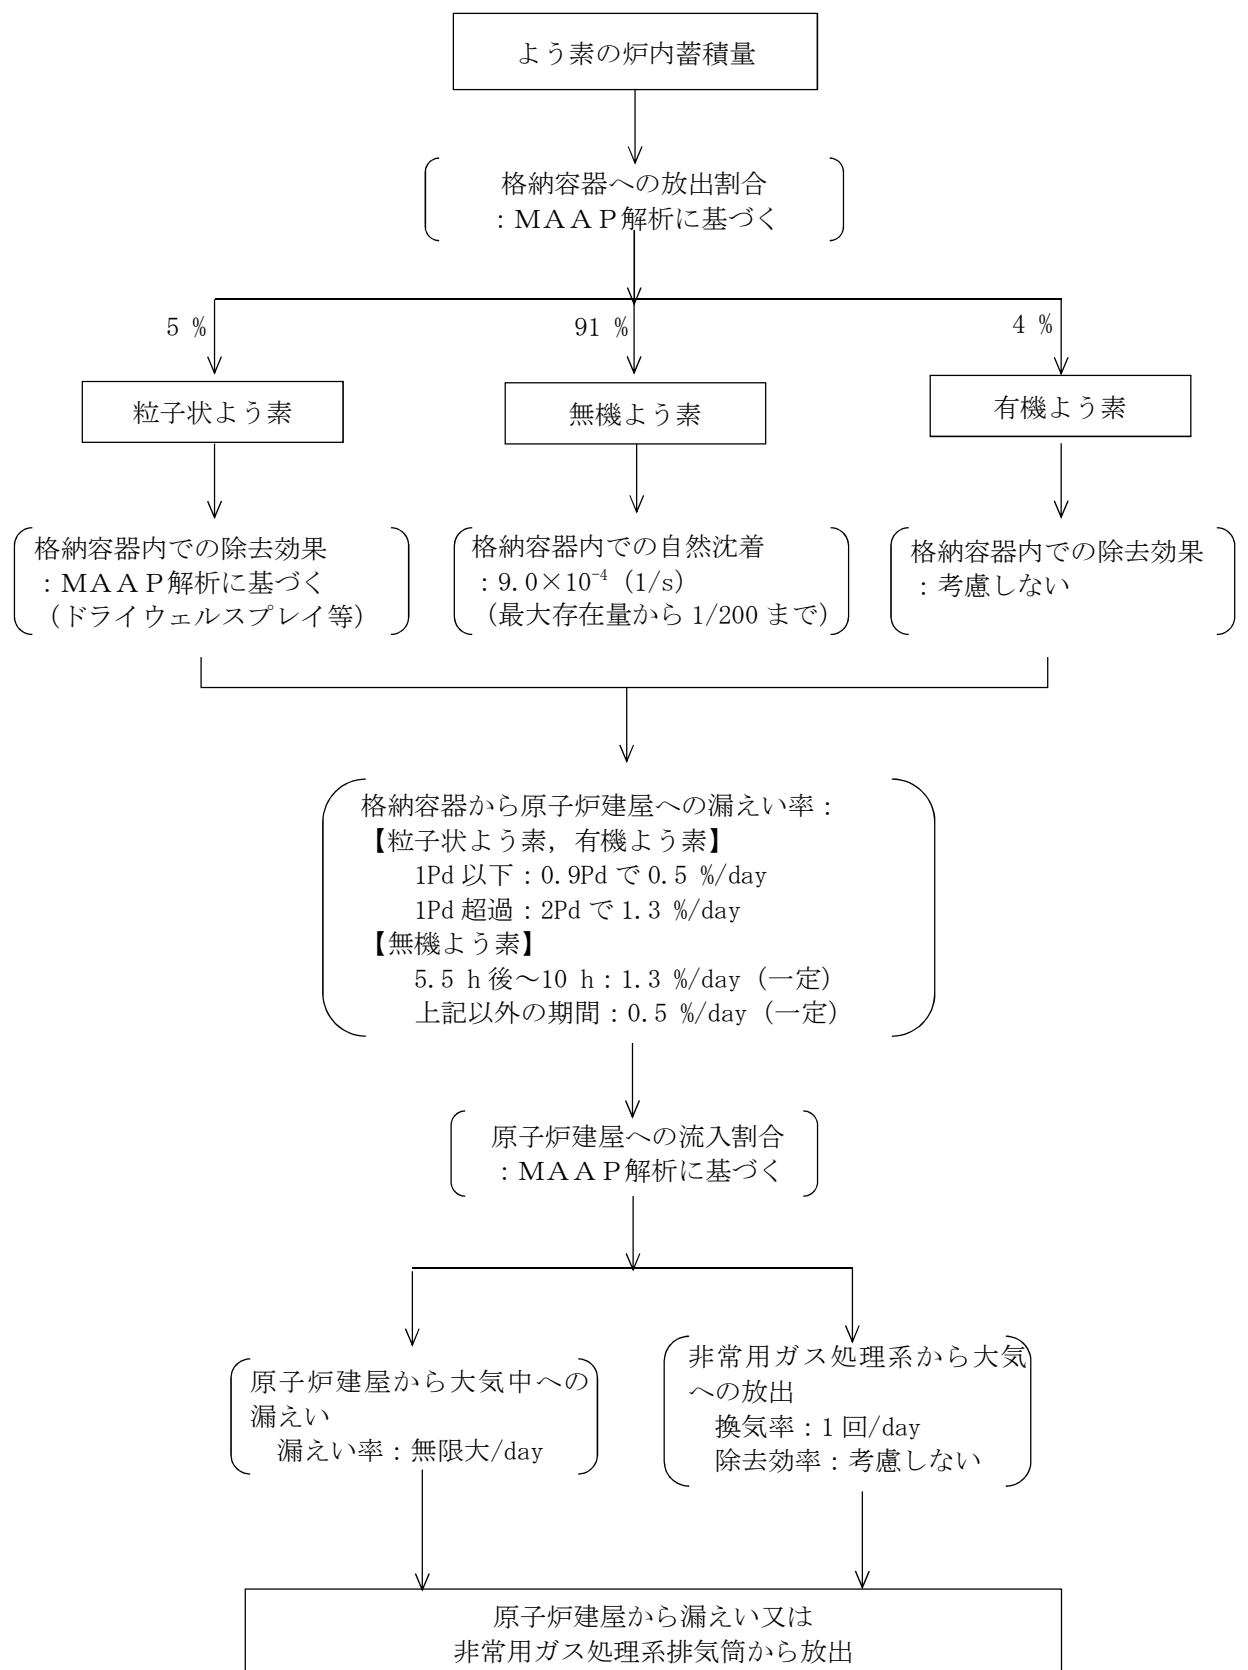 よう素の炉内蓄積量
格納容器への放出割合
:MAAP解析に基づく
5 %
91 %
4 %
粒子状よう素
無機よう素
有機よう素
格納容器内での除去効果
:MAAP解析に基づく
(ドライウェルスプレイ等)
格納容器内での自然沈着
:9.0×10⁻⁴ (1/s)
(最大存在量から 1/200 まで)
格納容器内での除去効果
:考慮しない
格納容器から原子炉建屋への漏えい率:
【粒子状よう素,有機よう素】
1Pd 以下:0.9Pd で 0.5 %/day
1Pd 超過:2Pd で 1.3 %/day
【無機よう素】
5.5 h 後~10 h:1.3 %/day (一定)
上記以外の期間:0.5 %/day (一定)
原子炉建屋への流入割合
:MAAP解析に基づく
原子炉建屋から大気中への
漏えい
漏えい率:無限大/day
非常用ガス処理系から大気
への放出
換気率:1 回/day
除去効率:考慮しない
原子炉建屋から漏えい又は
非常用ガス処理系排気筒から放出